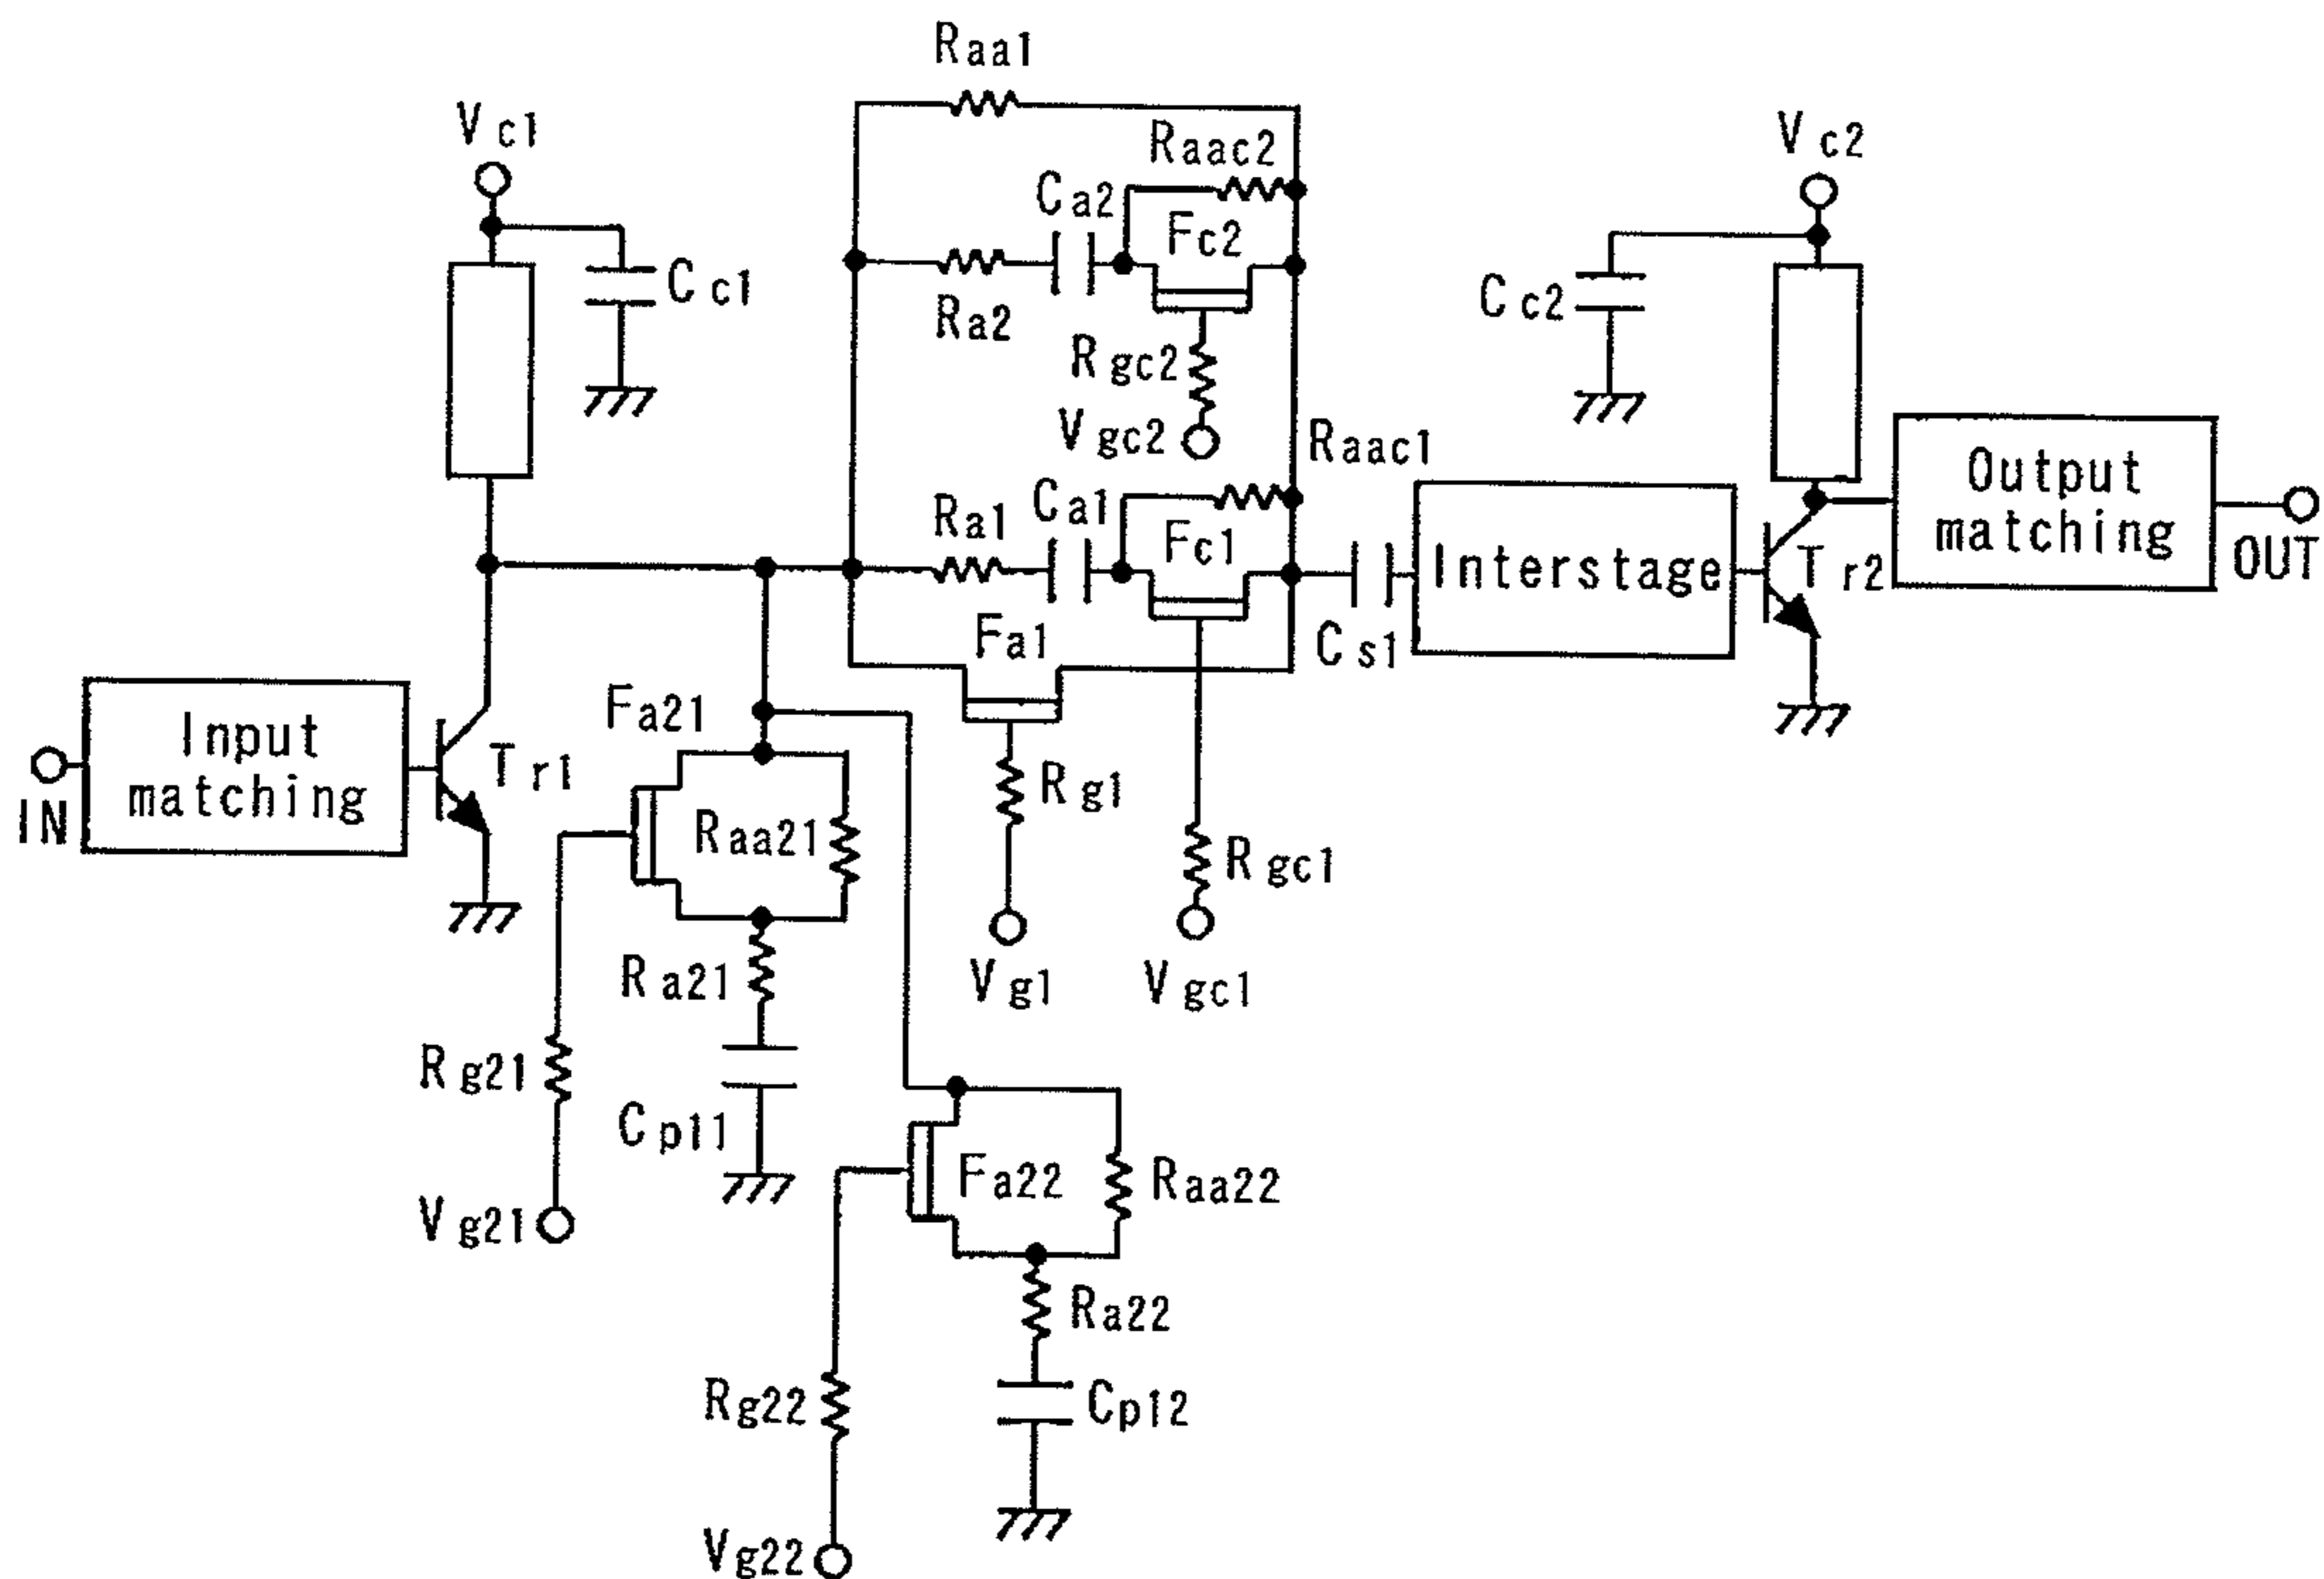 Raa1
Vc1
Raac2
Vc2
Ca2
Fc2
Cc1
Cc2
Ra2
Rgc2
Vgc2
Raac1
Ra1
Ca1
Fc1
Output
matching
OUT
Interstage
Tr2
Fa1
Cs1
Input
matching
IN
Tr1
Fa21
Raa21
Rg1
Rgc1
Ra21
Vg1
Vgc1
Rg21
Cp11
Fa22
Raa22
Vg21
Ra22
Rg22
Cp12
Vg22